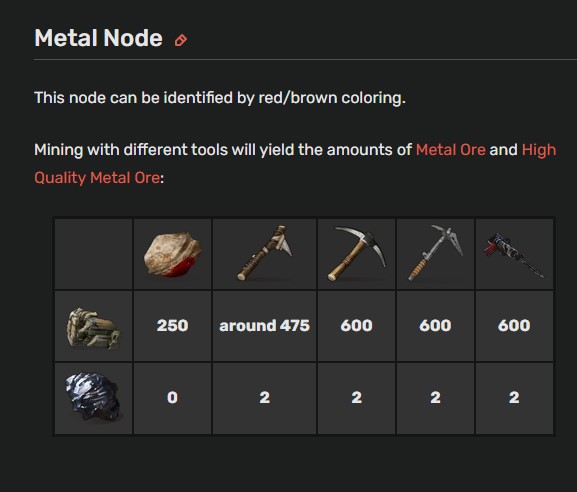 Metal Node
This node can be identified by red/brown coloring.
Mining with different tools will yield the amounts of Metal Ore and High
Quality Metal Ore:
250 around 475 600 600 600
0 2 2 2 2